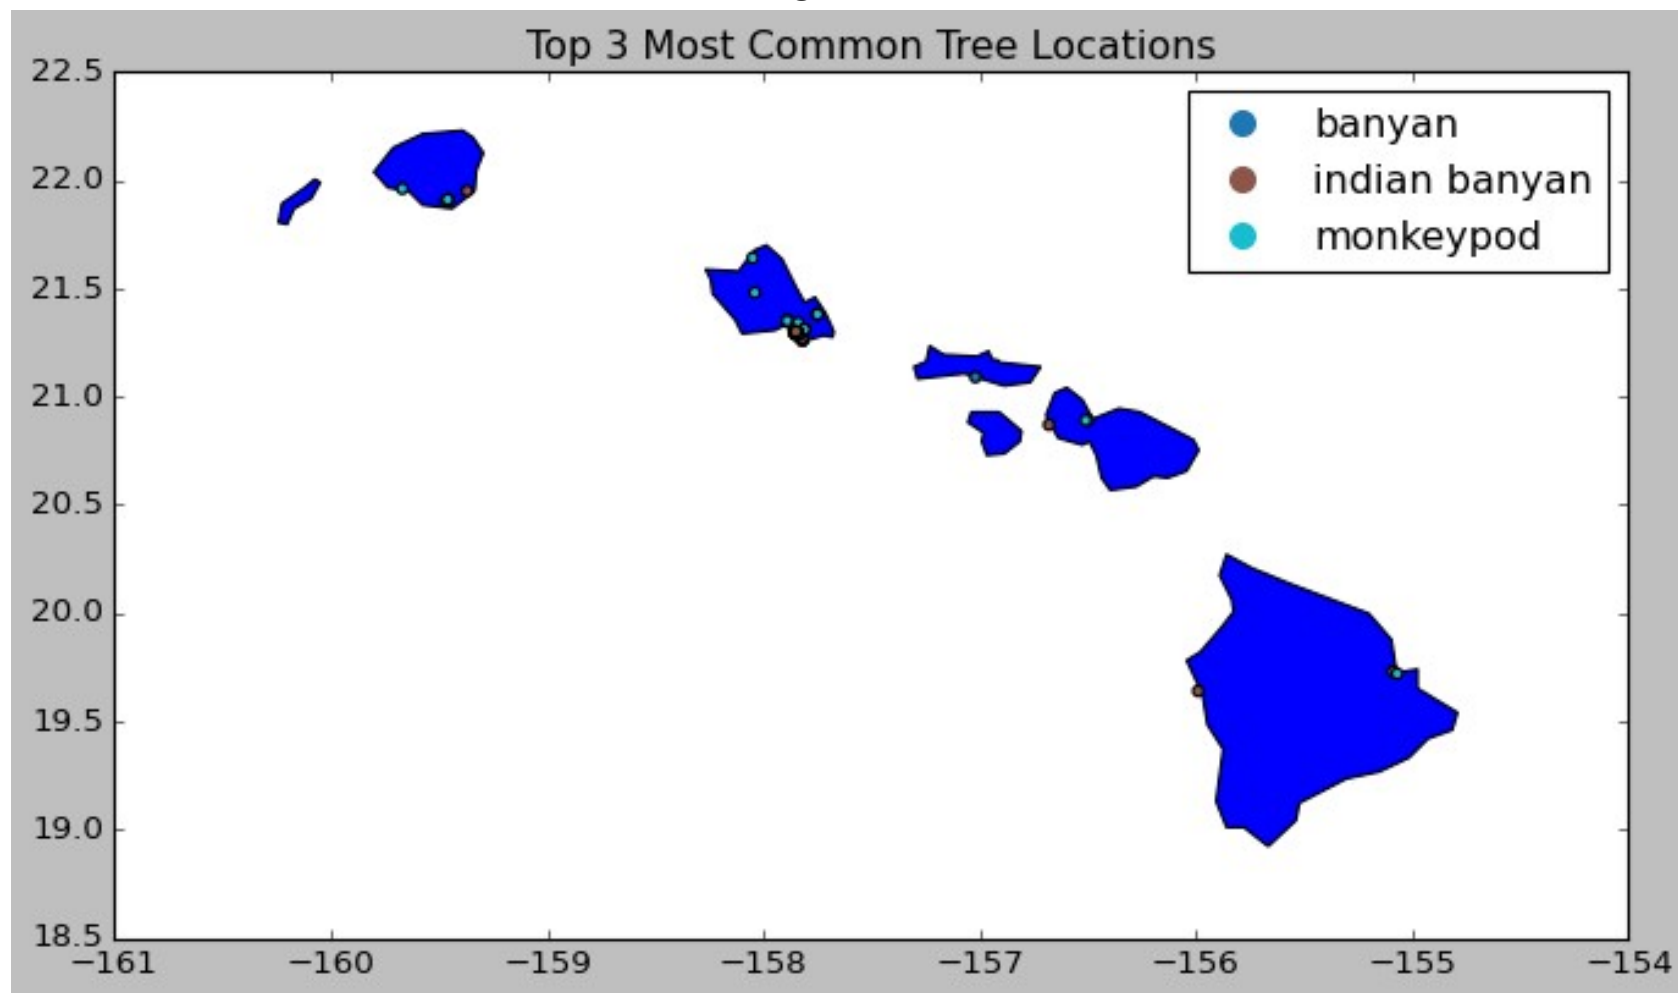 Top 3 Most Common Tree Locations
22.5
22.0
21.5
21.0
20.5
20.0
19.5
19.0
18.5
banyan
indian banyan
monkeypod
−161 −160 −159 −158 −157 −156 −155 −154